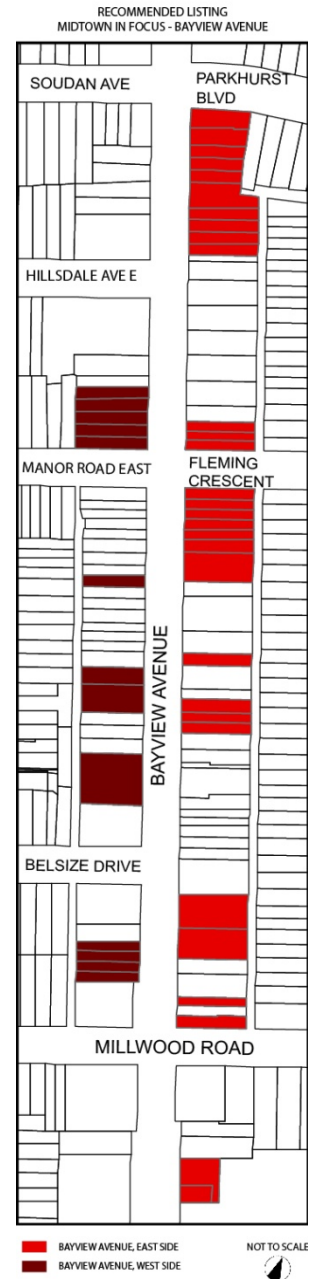 RECOMMENDED LISTING
MIDTOWN IN FOCUS - BAYVIEW AVENUE
SOUDAN AVE
PARKHURST
BLVD
HILLSDALE AVE E
MANOR ROAD EAST
FLEMING
CRESCENT
BAYVIEW AVENUE
BELSIZE DRIVE
MILLWOOD ROAD
BAYVIEW AVENUE, EAST SIDE
NOT TO SCALE
BAYVIEW AVENUE, WEST SIDE